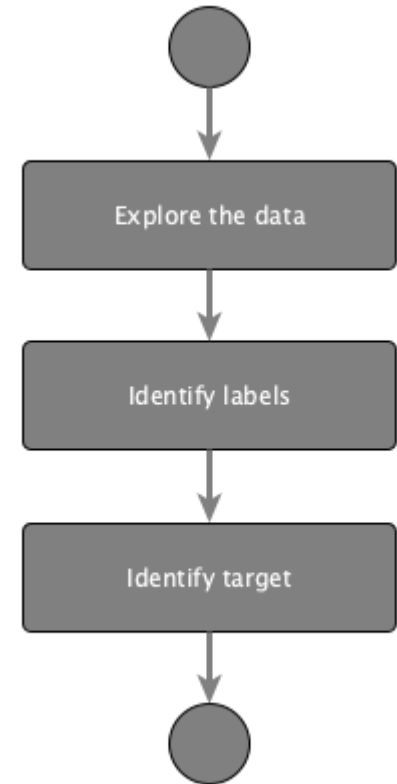 Explore the data
Identify labels
Identify target